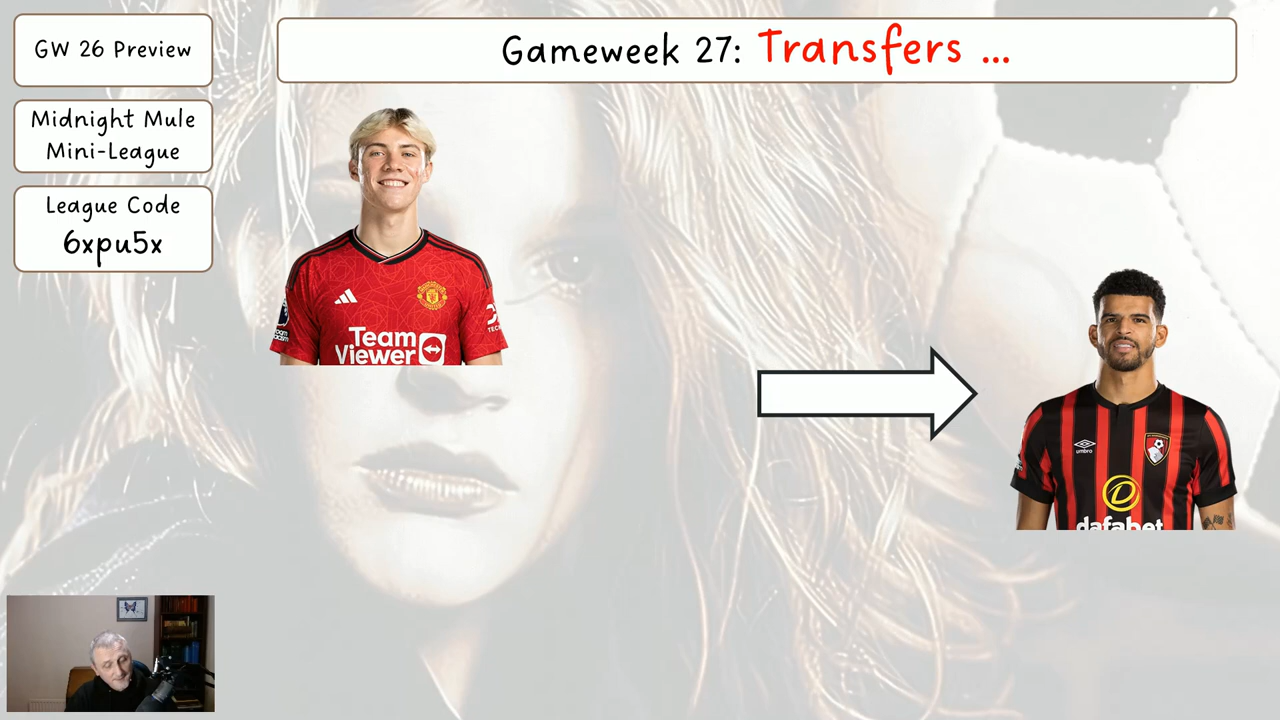 GW 26 Preview
Gameweek 27: Transfers ...
Midnight Mule
Mini-League
League Code
6xpu5x
Team
Viewer
umbro
dafabet